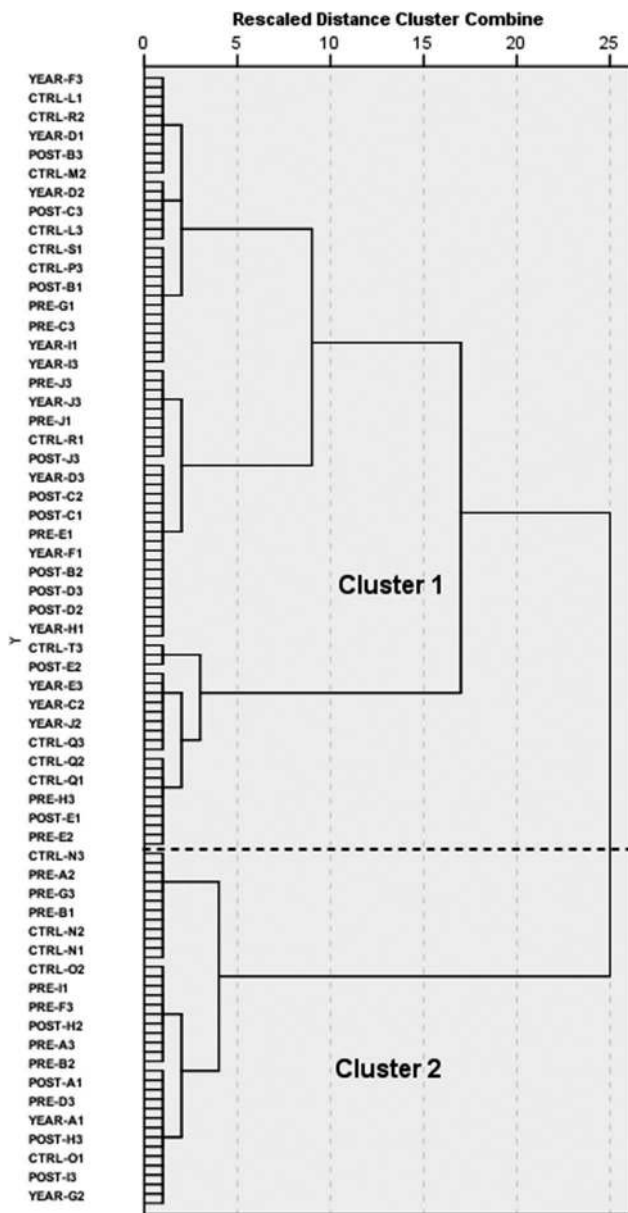 Rescaled Distance Cluster Combine
0 5 10 15 20 25
YEAR-F3
CTRL-L1
CTRL-R2
YEAR-D1
POST-B3
CTRL-M2
YEAR-D2
POST-C3
CTRL-L3
CTRL-S1
CTRL-P3
POST-B1
PRE-G1
PRE-C3
YEAR-I1
YEAR-I3
PRE-J3
YEAR-J3
PRE-J1
CTRL-R1
POST-J3
YEAR-D3
POST-C2
POST-C1
PRE-E1
YEAR-F1
POST-B2
Cluster 1
POST-D3
POST-D2
YEAR-H1
Y
CTRL-T3
POST-E2
YEAR-E3
YEAR-C2
YEAR-J2
CTRL-Q3
CTRL-Q2
CTRL-Q1
PRE-H3
POST-E1
PRE-E2
CTRL-N3
PRE-A2
PRE-G3
PRE-B1
CTRL-N2
CTRL-N1
CTRL-O2
PRE-I1
PRE-F3
POST-H2
PRE-A3
PRE-B2
Cluster 2
POST-A1
PRE-D3
YEAR-A1
POST-H3
CTRL-O1
POST-I3
YEAR-G2